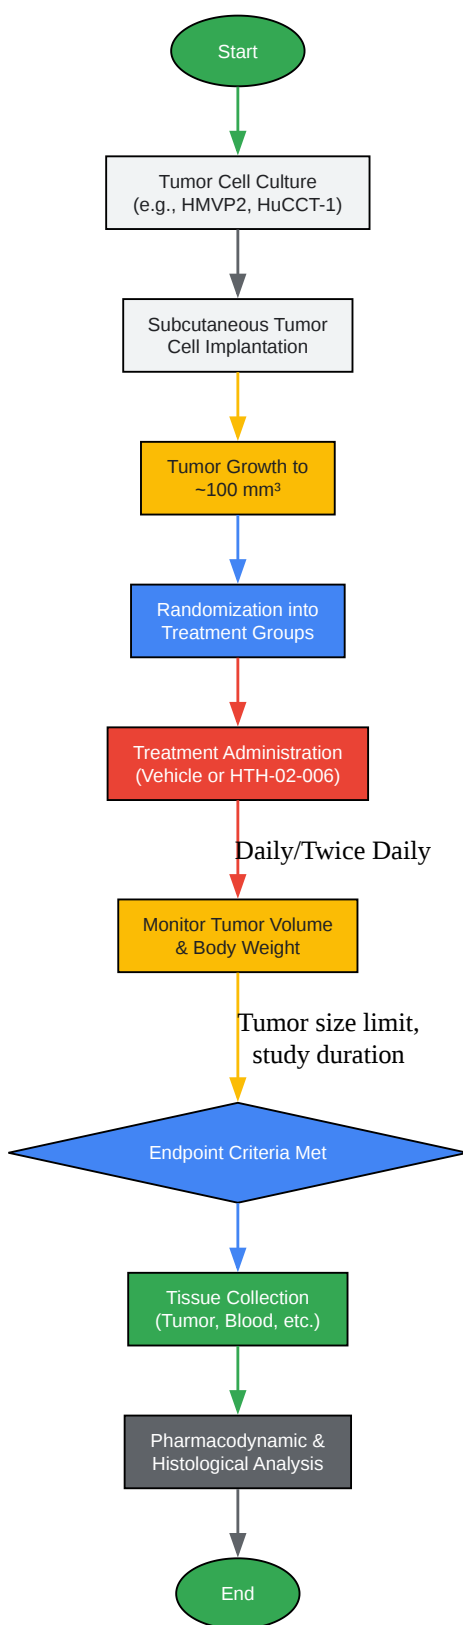 Start
Tumor Cell Culture
(e.g., HMVP2, HuCCT-1)
Subcutaneous Tumor
Cell Implantation
Tumor Growth to
~100 mm³
Randomization into
Treatment Groups
Treatment Administration
(Vehicle or HTH-02-006)
Daily/Twice Daily
Monitor Tumor Volume
& Body Weight
Tumor size limit,
study duration
Endpoint Criteria Met
Tissue Collection
(Tumor, Blood, etc.)
Pharmacodynamic &
Histological Analysis
End